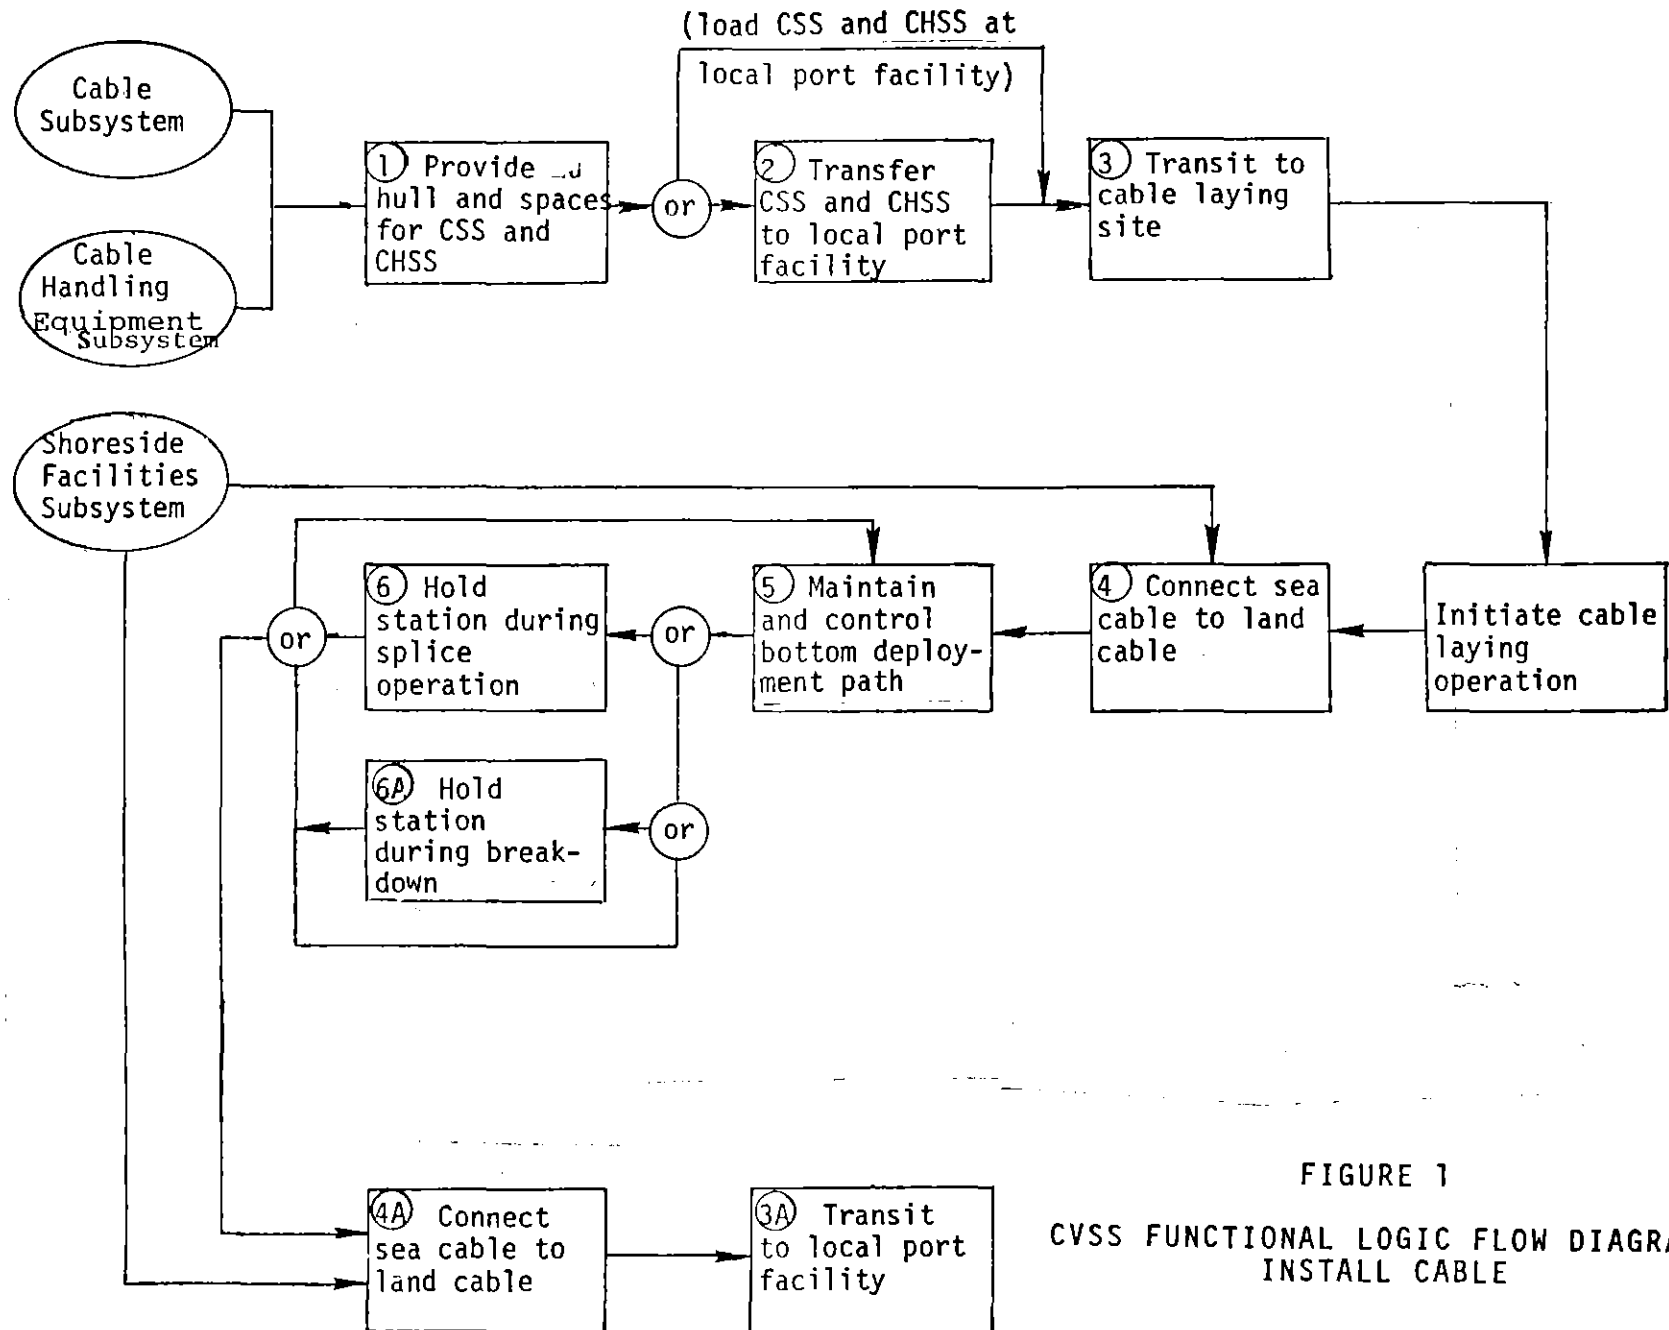 (load CSS and CHSS at
local port facility)
Cable
Subsystem
1 Provide
hull and spaces
for CSS and
CHSS
or
2 Transfer
CSS and CHSS
to local port
facility
3 Transit to
cable laying
site
Cable
Handling
Equipment
Subsystem
Shoreside
Facilities
Subsystem
or
6 Hold
station during
splice
operation
or
5 Maintain
and control
bottom deploy-
ment path
4 Connect sea
cable to land
cable
Initiate cable
laying
operation
6A Hold
station
during break-
down
or
4A Connect
sea cable to
land cable
3A Transit
to local port
facility
FIGURE 1
CVSS FUNCTIONAL LOGIC FLOW
INSTALL CABLE